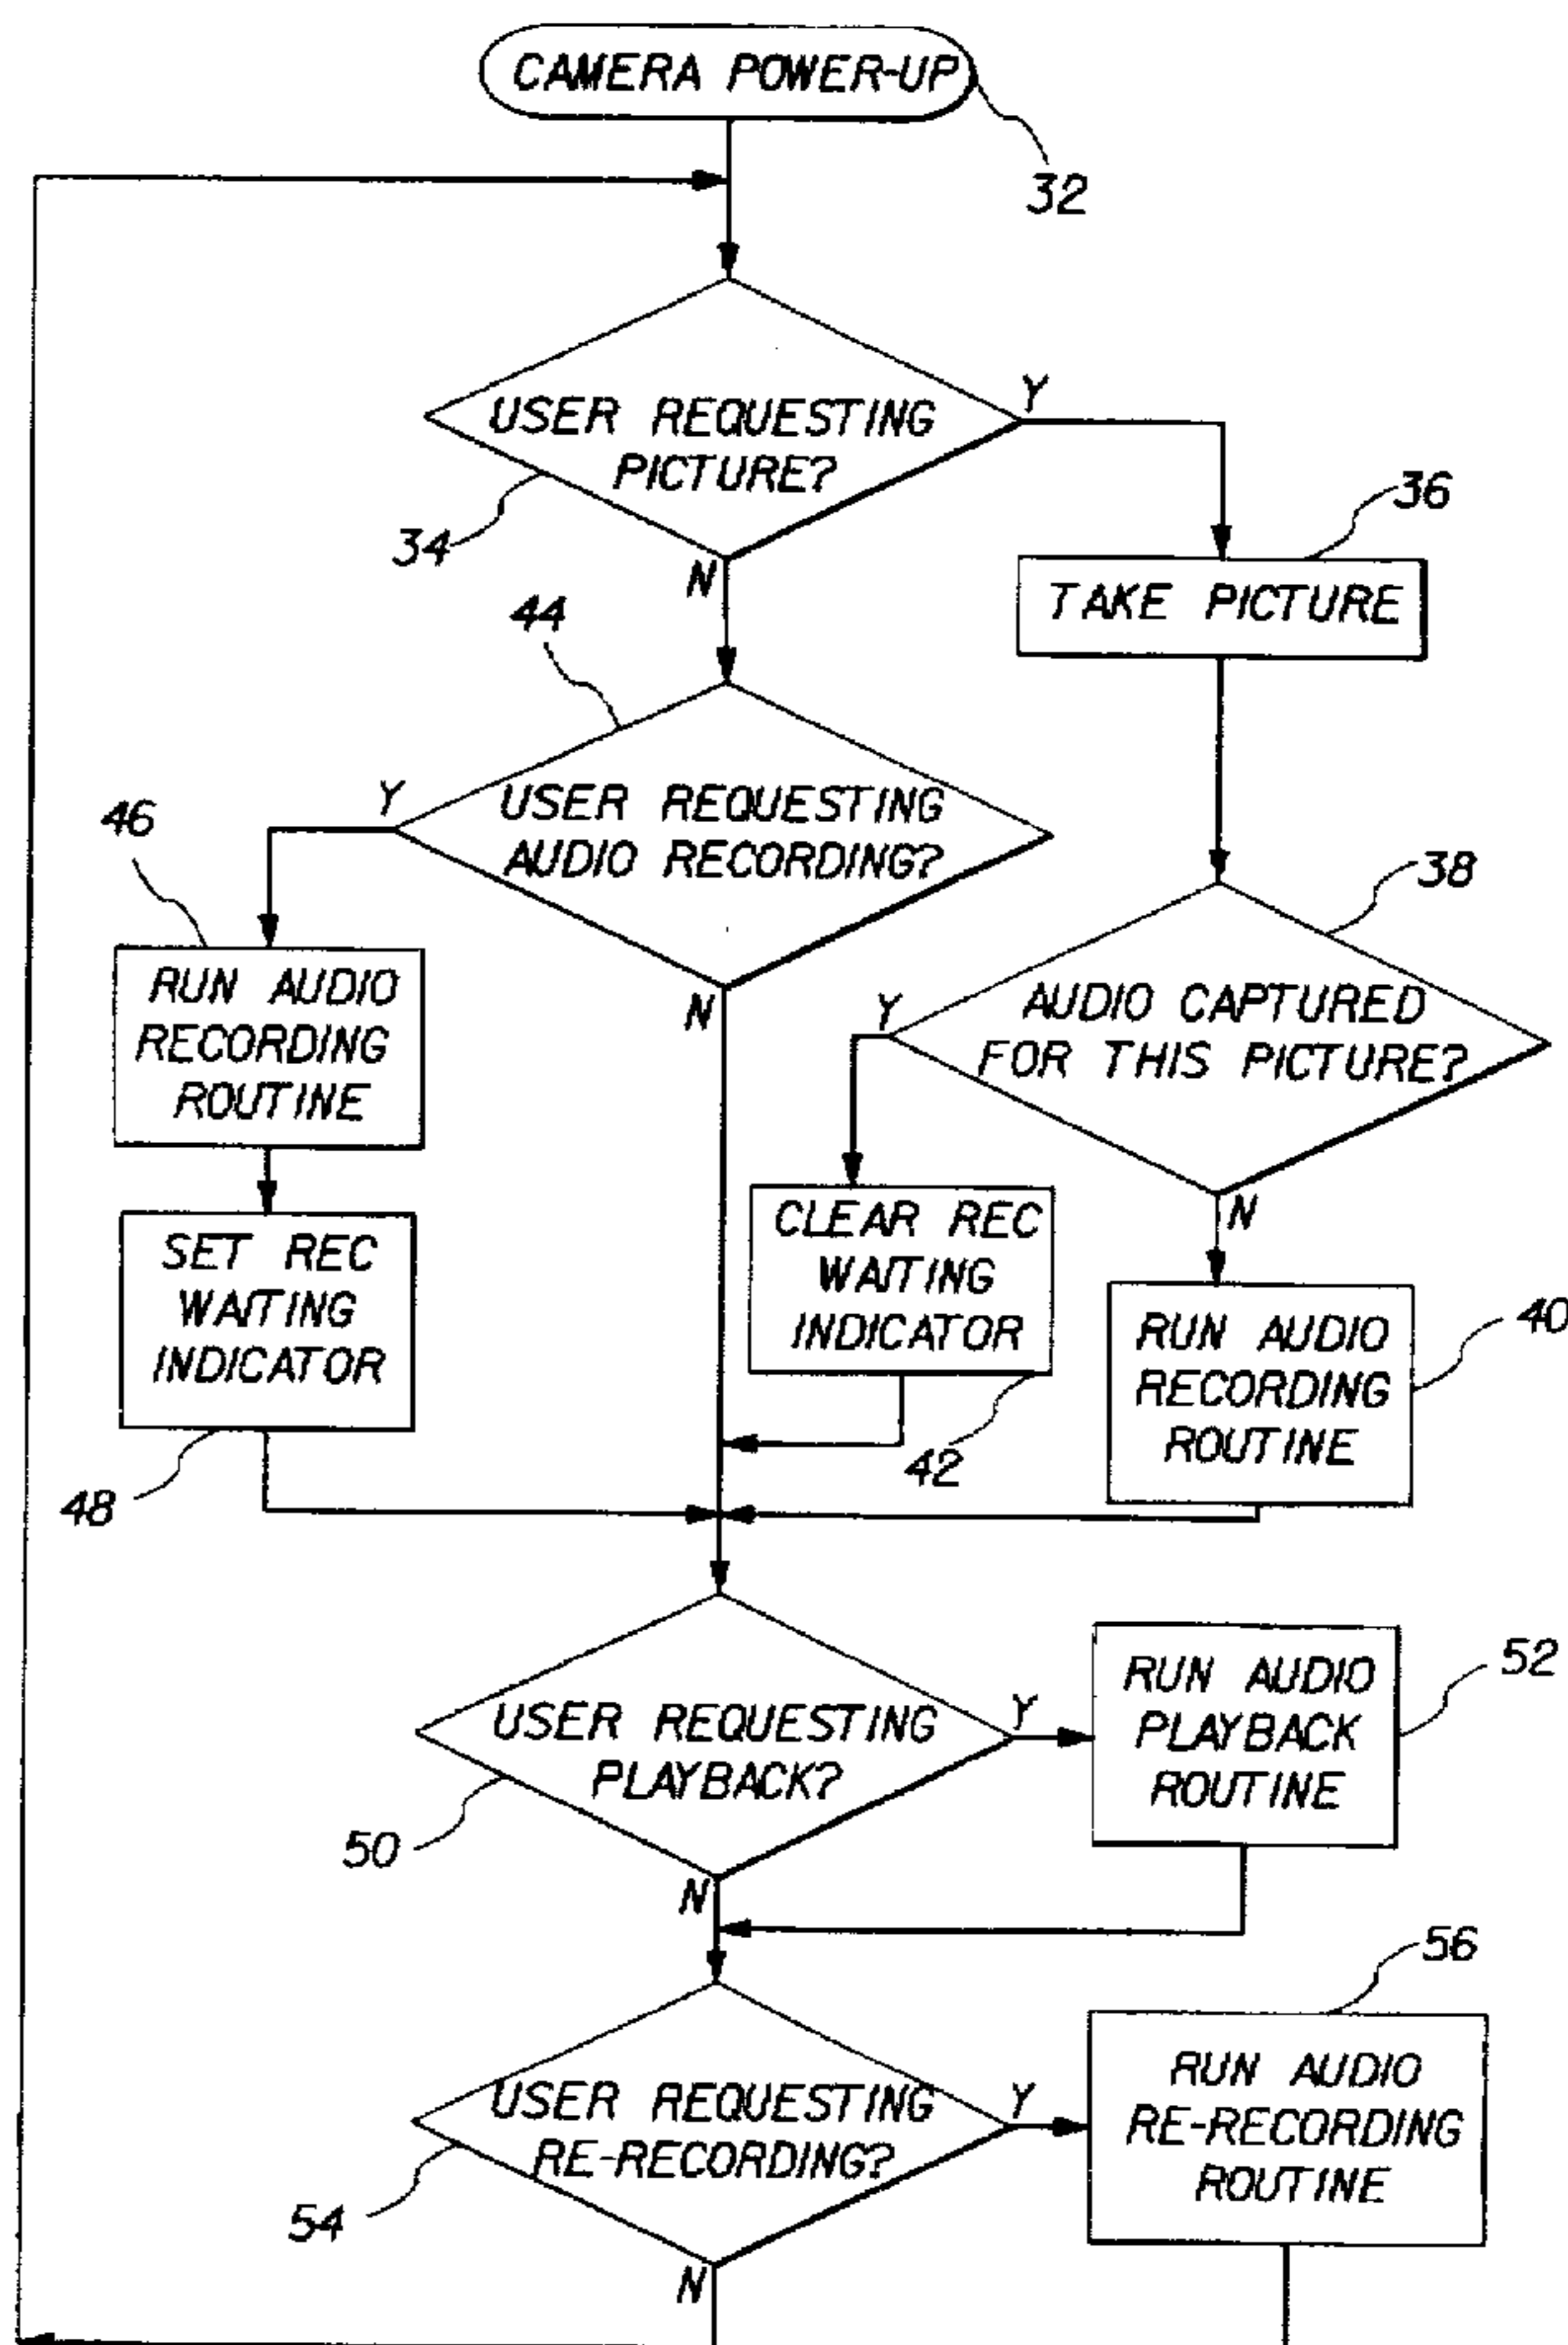 CAMERA POWER-UP
32
USER REQUESTING
PICTURE?
Y
N
34
36
TAKE PICTURE
44
USER REQUESTING
AUDIO RECORDING?
Y
N
46
RUN AUDIO
RECORDING
ROUTINE
38
AUDIO CAPTURED
FOR THIS PICTURE?
Y
N
SET REC
WAITING
INDICATOR
48
CLEAR REC
WAITING
INDICATOR
42
RUN AUDIO
RECORDING
ROUTINE
40
USER REQUESTING
PLAYBACK?
Y
N
50
RUN AUDIO
PLAYBACK
ROUTINE
52
USER REQUESTING
RE-RECORDING?
Y
N
54
56
RUN AUDIO
RE-RECORDING
ROUTINE